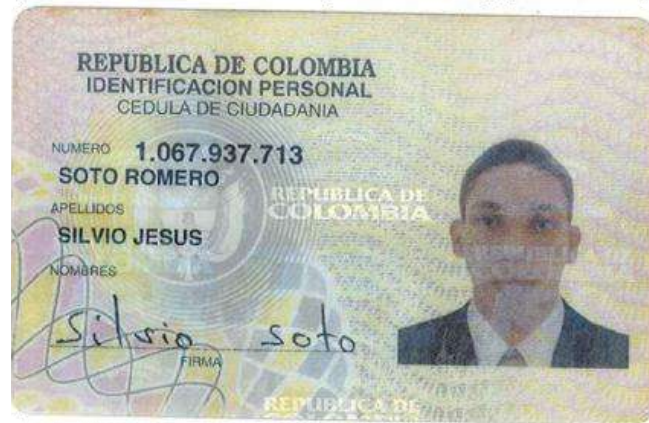 REPUBLICA DE COLOMBIA
IDENTIFICACION PERSONAL
CEDULA DE CIUDADANIA
NUMERO 1.067.937.713
SOTO ROMERO
APELLIDOS
SILVIO JESUS
NOMBRES
Silvio Soto
FIRMA
REPUBLICA DE
COLOMBIA
REPUBLICA DE